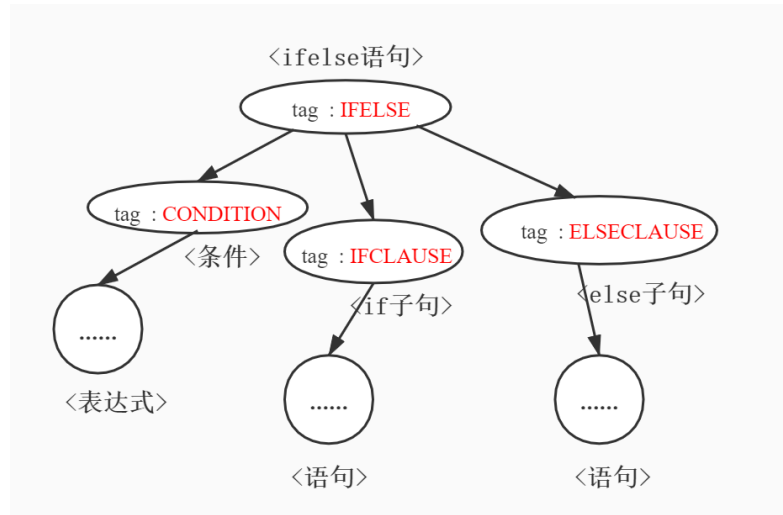 <ifelse语句>
tag : IFELSE
tag : CONDITION
<条件>
tag : IFCLAUSE
<if子句>
tag : ELSECLAUSE
<else子句>
......
<表达式>
......
<语句>
......
<语句>